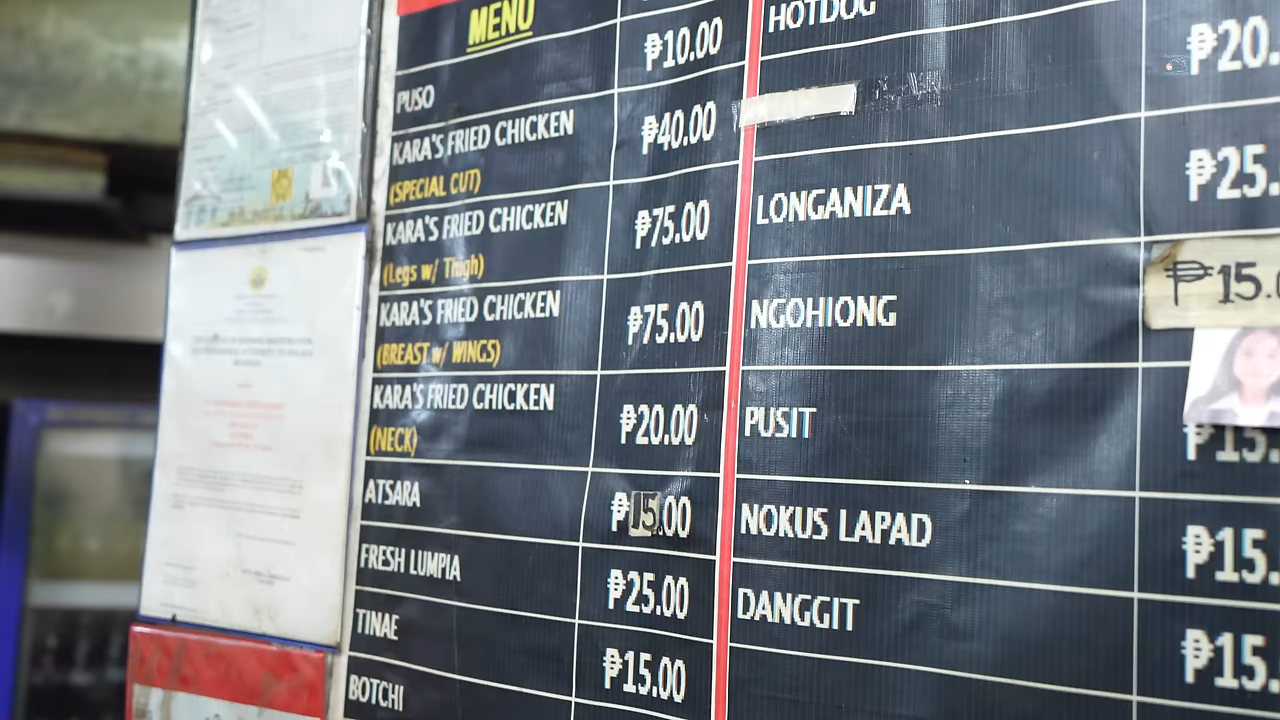 MENU
PUSO
₱10.00
KARA'S FRIED CHICKEN
(SPECIAL CUT)
₱40.00
KARA'S FRIED CHICKEN
(Legs w/ Thigh)
₱75.00
KARA'S FRIED CHICKEN
(BREAST w/ WINGS)
₱75.00
KARA'S FRIED CHICKEN
(NECK)
₱20.00
ATSARA
₱15.00
FRESH LUMPIA
₱25.00
TINAE
₱15.00
BOTCHI
HOTDOG
₱20.
LONGANIZA
₱25.
NGOHIONG
₱15.0
PUSIT
₱15.
NOKUS LAPAD
₱15.
DANGGIT
₱15.